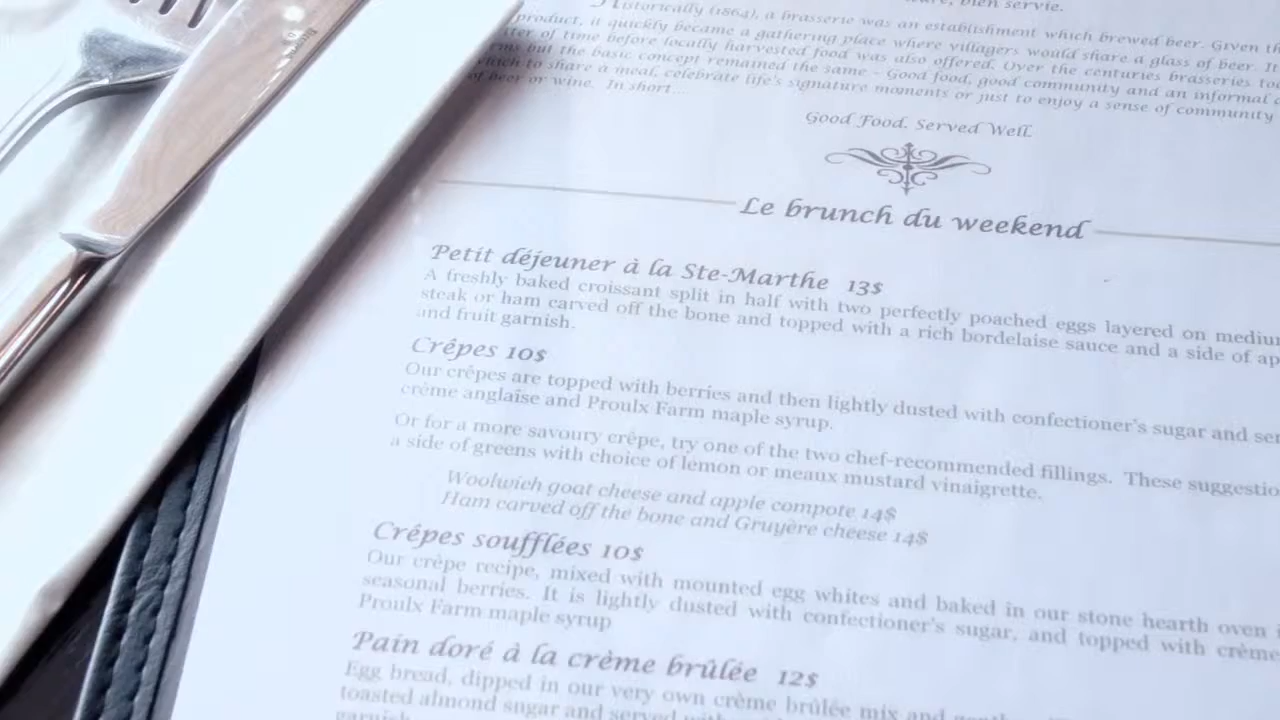 bien servie.
Historically (1864), a brasserie was an establishment which brewed beer. Given th
product, it quickly became a gathering place where villagers would share a glass of beer. It
ter of time before locally harvested food was also offered. Over the centuries brasseries to
rms but the basic concept remained the same - Good food, good community and an informal
which to share a meal, celebrate life's signature moments or just to enjoy a sense of community
of beer or wine. In short...
Good Food. Served Well.
Le brunch du weekend
Petit déjeuner à la Ste-Marthe 13$
A freshly baked croissant split in half with two perfectly poached eggs layered on medium
steak or ham carved off the bone and topped with a rich bordelaise sauce and a side of ap
and fruit garnish.
Crêpes 10$
Our crêpes are topped with berries and then lightly dusted with confectioner's sugar and ser
crème anglaise and Proulx Farm maple syrup.
Or for a more savoury crêpe, try one of the two chef-recommended fillings. These suggestio
a side of greens with choice of lemon or meaux mustard vinaigrette.
Woolwich goat cheese and apple compote 14$
Ham carved off the bone and Gruyère cheese 14$
Crêpes soufflées 10$
Our crèpe recipe, mixed with mounted egg whites and baked in our stone hearth oven
seasonal berries. It is lightly dusted with confectioner's sugar, and topped with crème
Proulx Farm maple syrup
Pain doré à la crème brûlée 12$
Egg bread, dipped in our very own crème brûlée mix and
toasted almond sugar and served
garnish